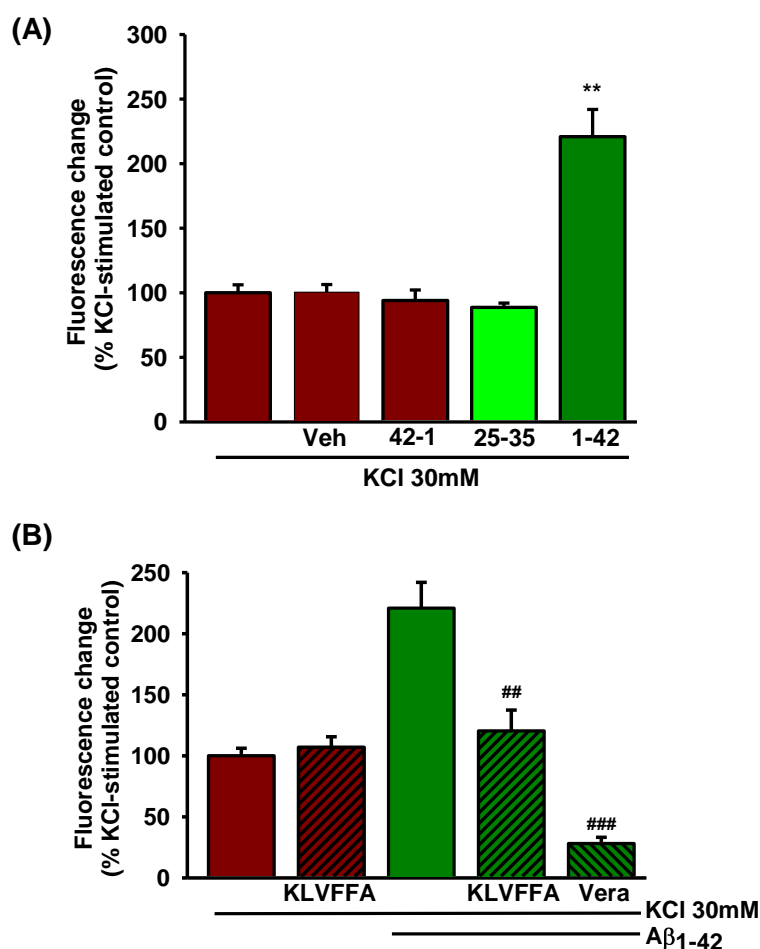 (A)
Fluorescence change
(% KCl-stimulated control)
300
250
200
150
100
50
0
**
Veh 42-1 25-35 1-42
KCl 30mM
(B)
Fluorescence change
(% KCl-stimulated control)
250
200
150
100
50
0
##
###
KLVFFA KLVFFA Vera
KCl 30mM
Aβ1-42